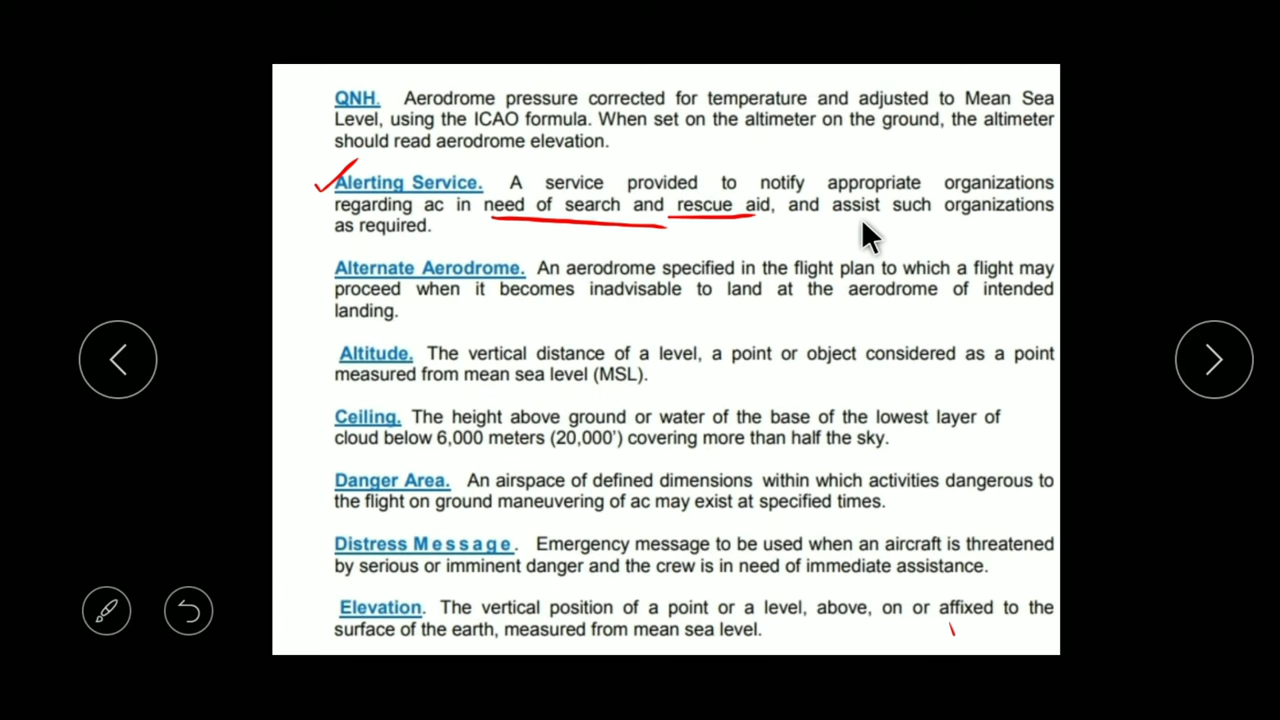 QNH. Aerodrome pressure corrected for temperature and adjusted to Mean Sea
Level, using the ICAO formula. When set on the altimeter on the ground, the altimeter
should read aerodrome elevation.
Alerting Service. A service provided to notify appropriate organizations
regarding ac in need of search and rescue aid, and assist such organizations
as required.
Alternate Aerodrome. An aerodrome specified in the flight plan to which a flight may
proceed when it becomes inadvisable to land at the aerodrome of intended
landing.
Altitude. The vertical distance of a level, a point or object considered as a point
measured from mean sea level (MSL).
Ceiling. The height above ground or water of the base of the lowest layer of
cloud below 6,000 meters (20,000') covering more than half the sky.
Danger Area. An airspace of defined dimensions within which activities dangerous to
the flight on ground maneuvering of ac may exist at specified times.
Distress Message. Emergency message to be used when an aircraft is threatened
by serious or imminent danger and the crew is in need of immediate assistance.
Elevation. The vertical position of a point or a level, above, on or affixed to the
surface of the earth, measured from mean sea level.